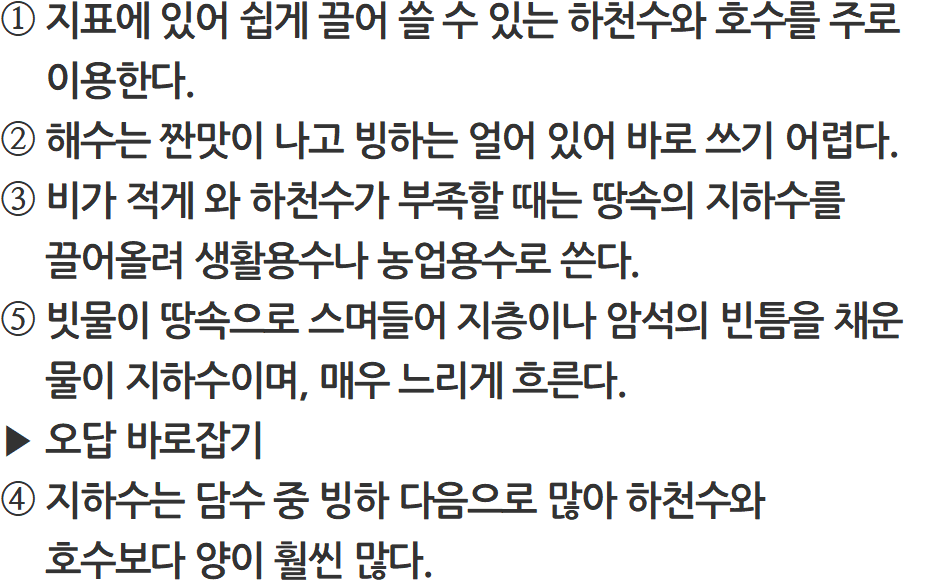 ① 지표에 있어 쉽게 끌어 쓸 수 있는 하천수와 호수를 주로
이용한다.
② 해수는 짠맛이 나고 빙하는 얼어 있어 바로 쓰기 어렵다.
③ 비가 적게 와 하천수가 부족할 때는 땅속의 지하수를
끌어올려 생활용수나 농업용수로 쓴다.
⑤ 빗물이 땅속으로 스며들어 지층이나 암석의 빈틈을 채운
물이 지하수이며, 매우 느리게 흐른다.
▶ 오답 바로잡기
④ 지하수는 담수 중 빙하 다음으로 많아 하천수와
호수보다 양이 훨씬 많다.